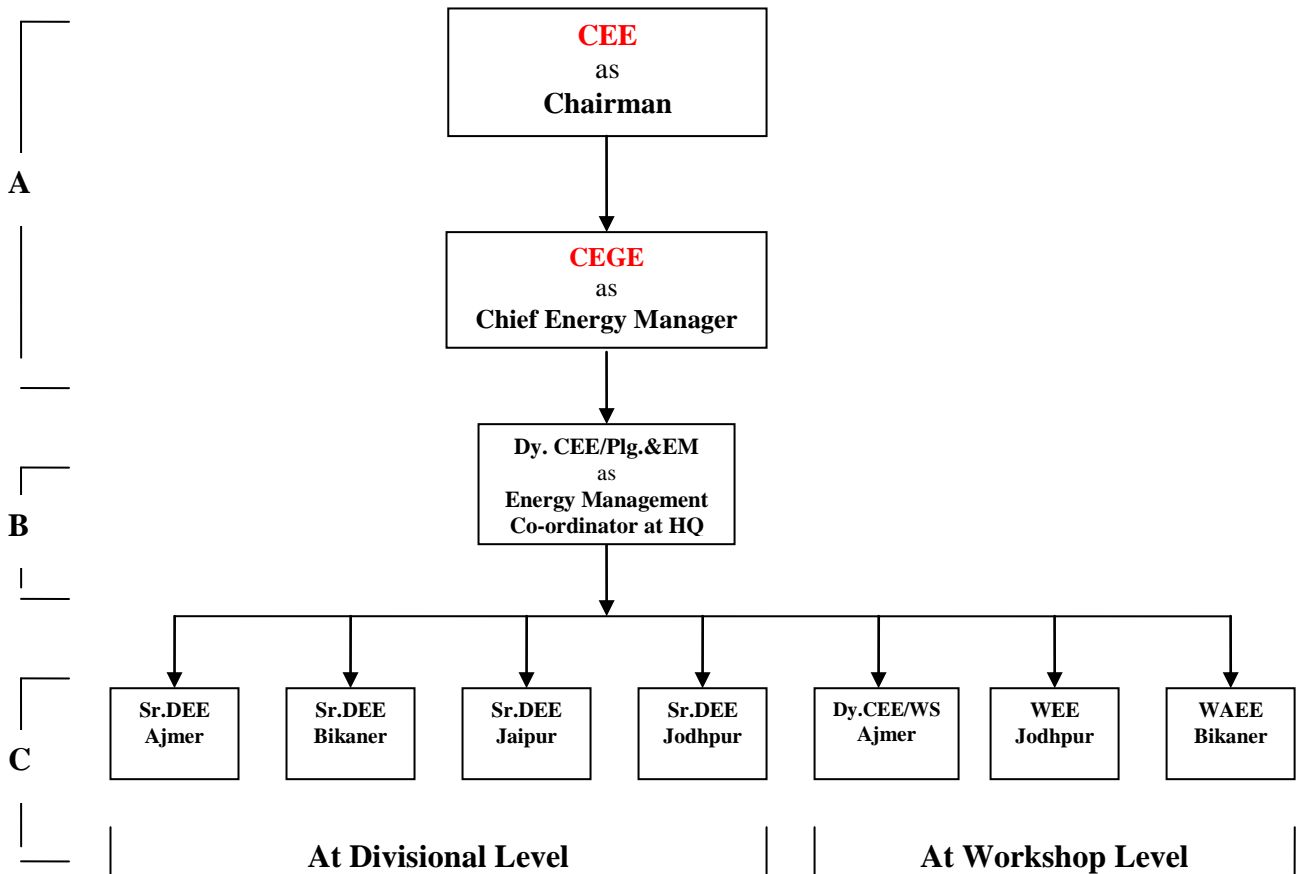 CEE
as
Chairman
A
CEGE
as
Chief Energy Manager
Dy. CEE/Plg.&EM
as
Energy Management
Co-ordinator at HQ
B
Sr.DEE
Ajmer
Sr.DEE
Bikaner
Sr.DEE
Jaipur
Sr.DEE
Jodhpur
Dy.CEE/WS
Ajmer
WEE
Jodhpur
WAEE
Bikaner
C
At Divisional Level
At Workshop Level